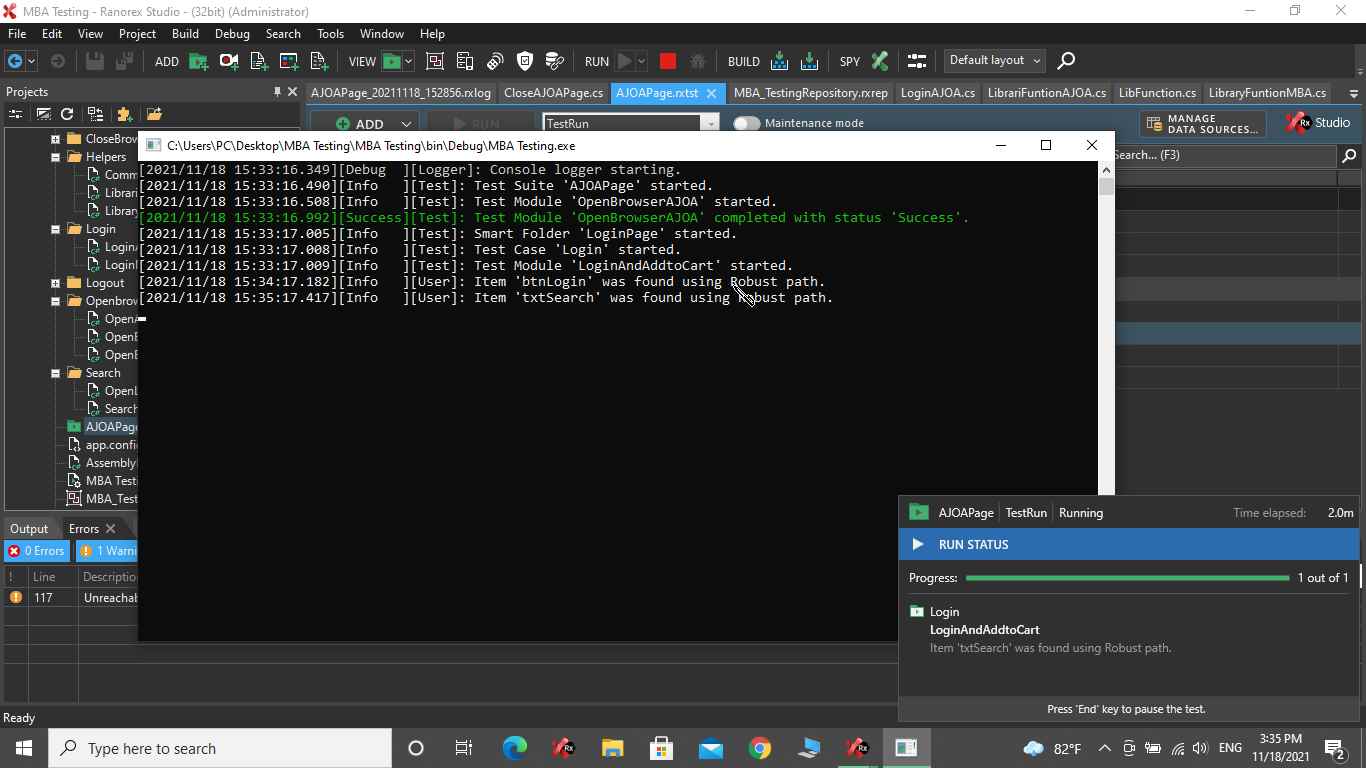 MBA Testing - Ranorex Studio - (32bit) (Administrator)
File Edit View Project Build Debug Search Tools Window Help
ADD VIEW RUN BUILD SPY Default layout
Projects
AJOAPage_20211118_152856.rxlog CloseAJOAPage.cs AJOAPage.rxtst MBA_TestingRepository.rxrep LoginAJOA.cs LibrariFuntionAJOA.cs LibFunction.cs LibraryFuntionMBA.cs
ADD RUN TestRun Maintenance mode MANAGE DATA SOURCES... Rx Studio
C:\Users\PC\Desktop\MBA Testing\MBA Testing\bin\Debug\MBA Testing.exe
Search... (F3)
[2021/11/18 15:33:16.349][Debug ][Logger]: Console logger starting.
[2021/11/18 15:33:16.490][Info ][Test]: Test Suite 'AJOAPage' started.
[2021/11/18 15:33:16.508][Info ][Test]: Test Module 'OpenBrowserAJOA' started.
[2021/11/18 15:33:16.992][Success][Test]: Test Module 'OpenBrowserAJOA' completed with status 'Success'.
[2021/11/18 15:33:17.005][Info ][Test]: Smart Folder 'LoginPage' started.
[2021/11/18 15:33:17.008][Info ][Test]: Test Case 'Login' started.
[2021/11/18 15:33:17.009][Info ][Test]: Test Module 'LoginAndAddtoCart' started.
[2021/11/18 15:34:17.182][Info ][User]: Item 'btnLogin' was found using Robust path.
[2021/11/18 15:35:17.417][Info ][User]: Item 'txtSearch' was found using Robust path.
CloseBrow
Helpers
Comm
Librari
Library
Login
Login
Login
Logout
Openbrow
Open
OpenB
OpenB
Search
OpenL
Search
AJOAPage
app.confi
Assembly
MBA Test
MBA_Test
Output Errors
0 Errors 1 Warni
! Line Descriptio
117 Unreachab
AJOAPage TestRun Running Time elapsed: 2.0m
RUN STATUS
Progress: 1 out of 1
Login
LoginAndAddtoCart
Item 'txtSearch' was found using Robust path.
Press 'End' key to pause the test.
Ready
Type here to search
82°F ENG 3:35 PM
11/18/2021
2